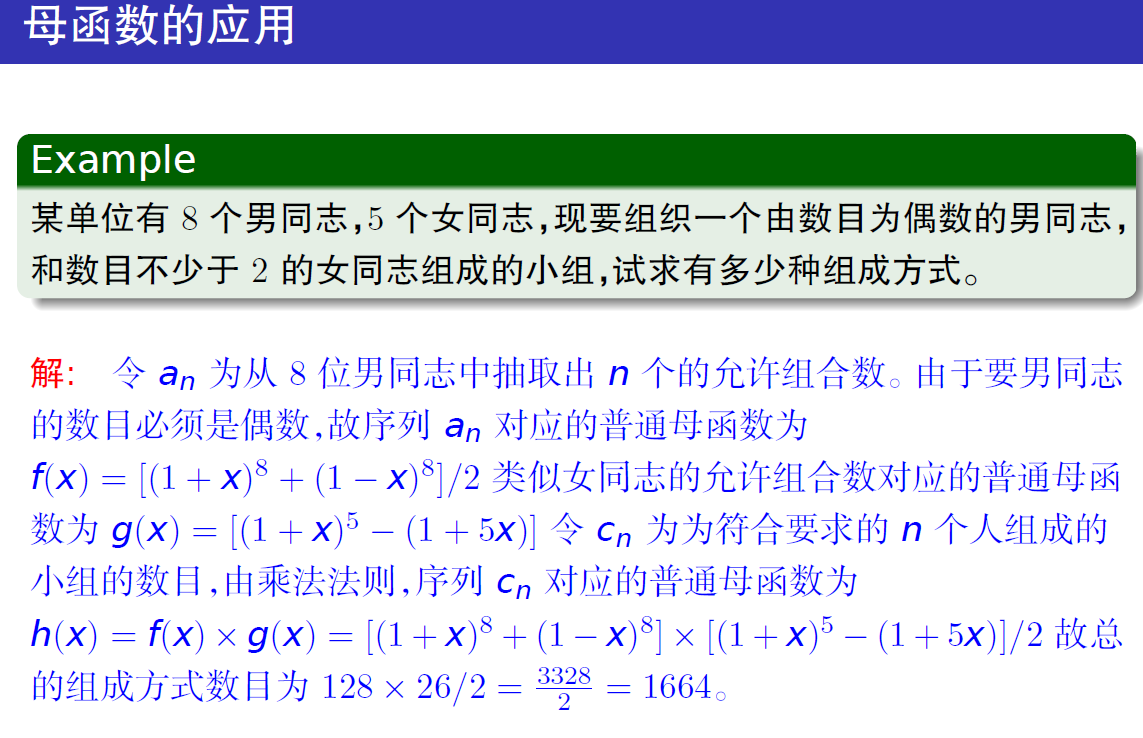 母函数的应用
Example
某单位有 8 个男同志,5 个女同志,现要组织一个由数目为偶数的男同志,
和数目不少于 2 的女同志组成的小组,试求有多少种组成方式。
解: 令 aₙ 为从 8 位男同志中抽取出 n 个的允许组合数。由于要男同志
的数目必须是偶数,故序列 aₙ 对应的普通母函数为
f(x) = [(1 + x)⁸ + (1 − x)⁸]/2 类似女同志的允许组合数对应的普通母函
数为 g(x) = [(1 + x)⁵ − (1 + 5x)] 令 cₙ 为为符合要求的 n 个人组成的
小组的数目,由乘法法则,序列 cₙ 对应的普通母函数为
h(x) = f(x) × g(x) = [(1 + x)⁸ + (1 − x)⁸] × [(1 + x)⁵ − (1 + 5x)]/2 故总
的组成方式数目为 128 × 26/2 = 3328/2 = 1664。